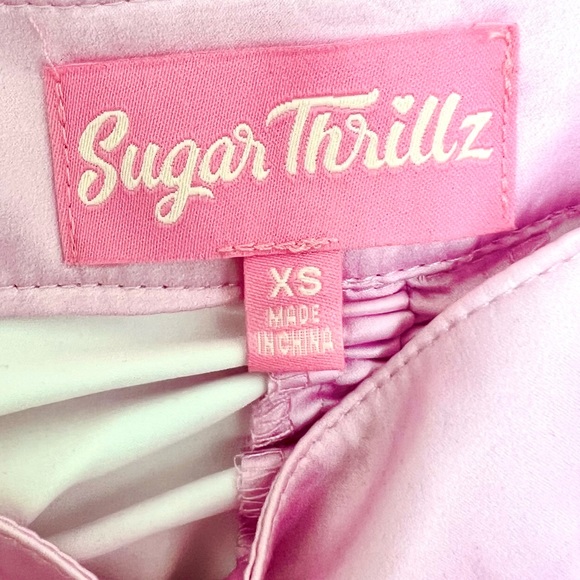 Sugar Thrillz
XS
MADE
IN CHINA